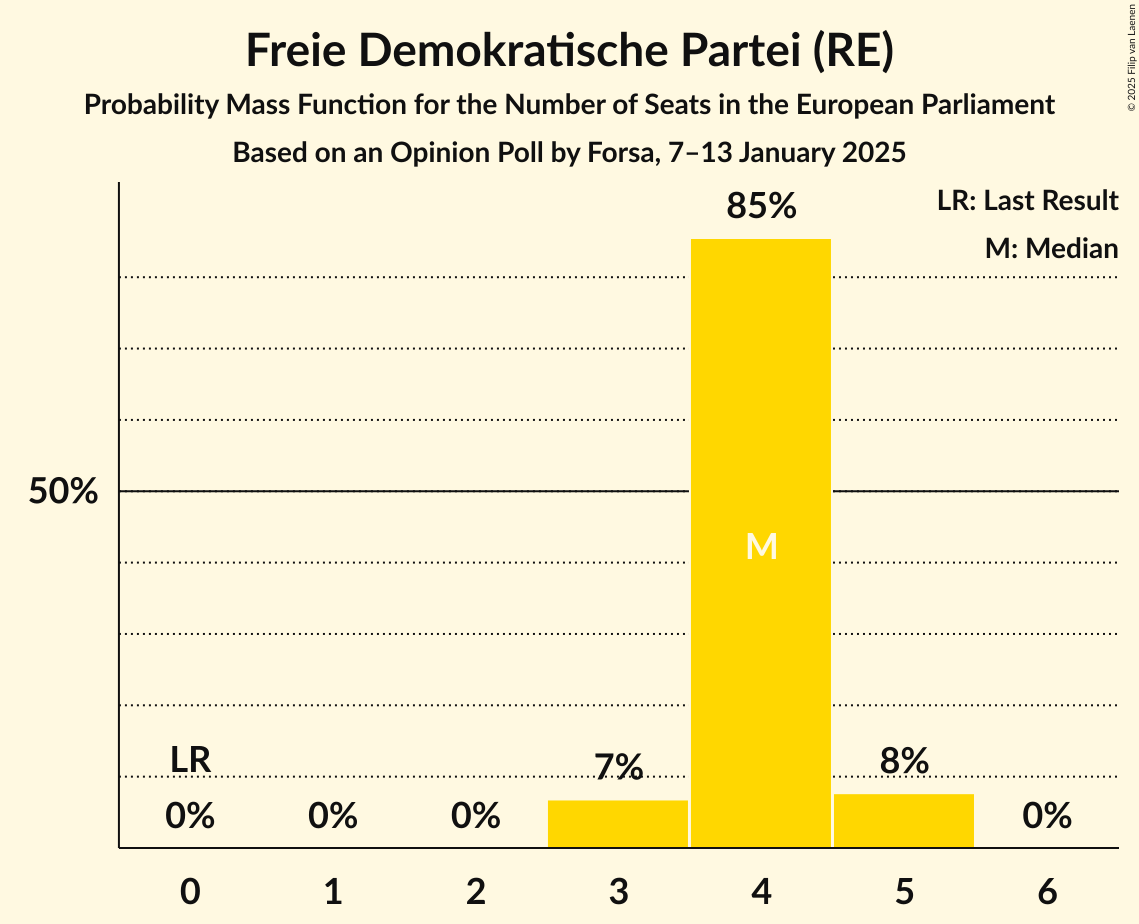 Freie Demokratische Partei (RE)
Probability Mass Function for the Number of Seats in the European Parliament
Based on an Opinion Poll by Forsa, 7–13 January 2025
© 2025 Filip van Laenen
LR: Last Result
M: Median
85%
50%
M
LR
7%
8%
0%
0%
0%
0%
0 1 2 3 4 5 6